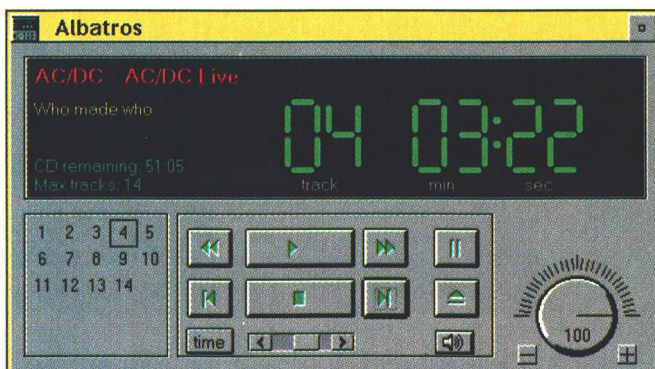 Albatros
AC/DC - AC/DC Live
Who made who
04 03:22
CD remaining: 51:05
Max tracks: 14
track min sec
1 2 3 4 5
6 7 8 9 10
11 12 13 14
time
100